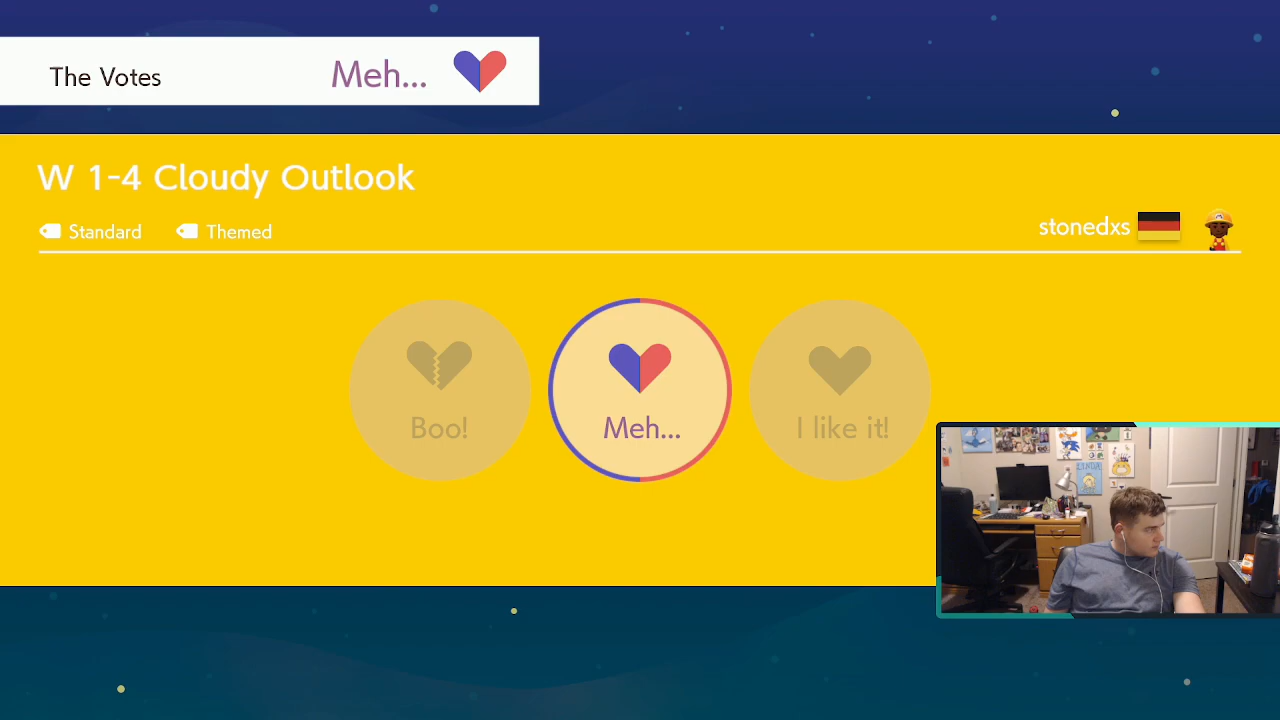 The Votes
Meh...
W 1-4 Cloudy Outlook
Standard
Themed
stonedxs
Boo!
Meh...
I like it!